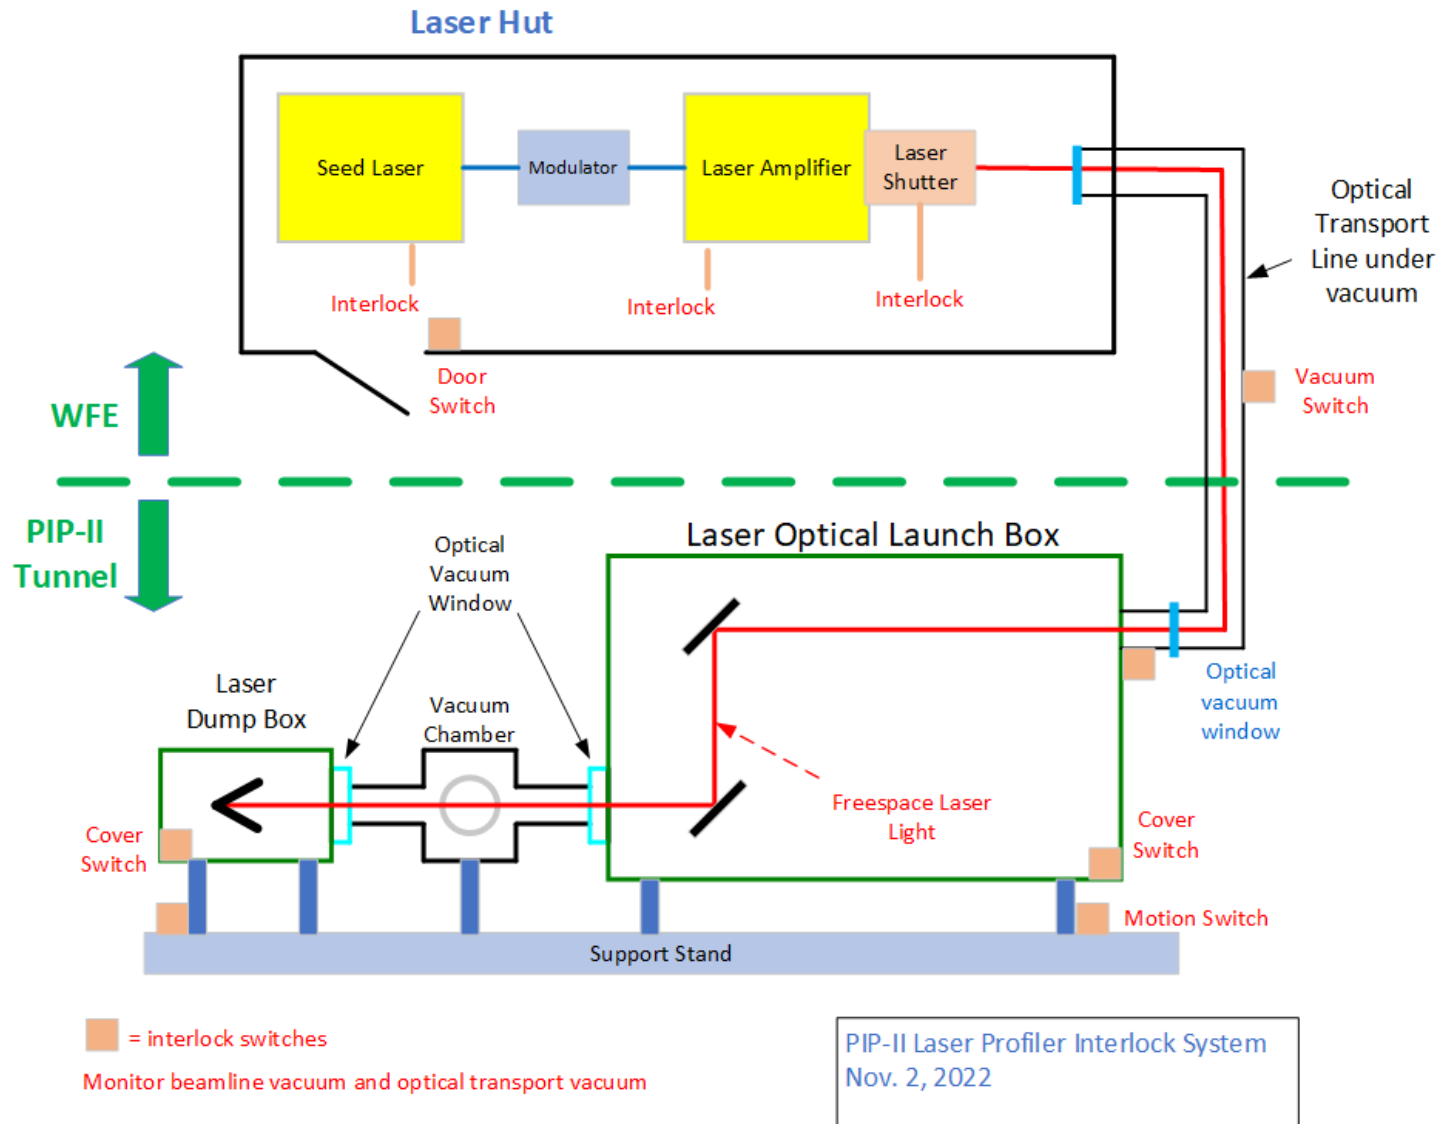 Laser Hut
Seed Laser
Modulator
Laser Amplifier
Laser
Shutter
Interlock
Interlock
Interlock
Door
Switch
Optical
Transport
Line under
vacuum
Vacuum
Switch
WFE
PIP-II
Tunnel
Laser Optical Launch Box
Optical
Vacuum
Window
Optical
vacuum
window
Laser
Dump Box
Vacuum
Chamber
Freespace Laser
Light
Cover
Switch
Cover
Switch
Motion Switch
Support Stand
= interlock switches
Monitor beamline vacuum and optical transport vacuum
PIP-II Laser Profiler Interlock System
Nov. 2, 2022